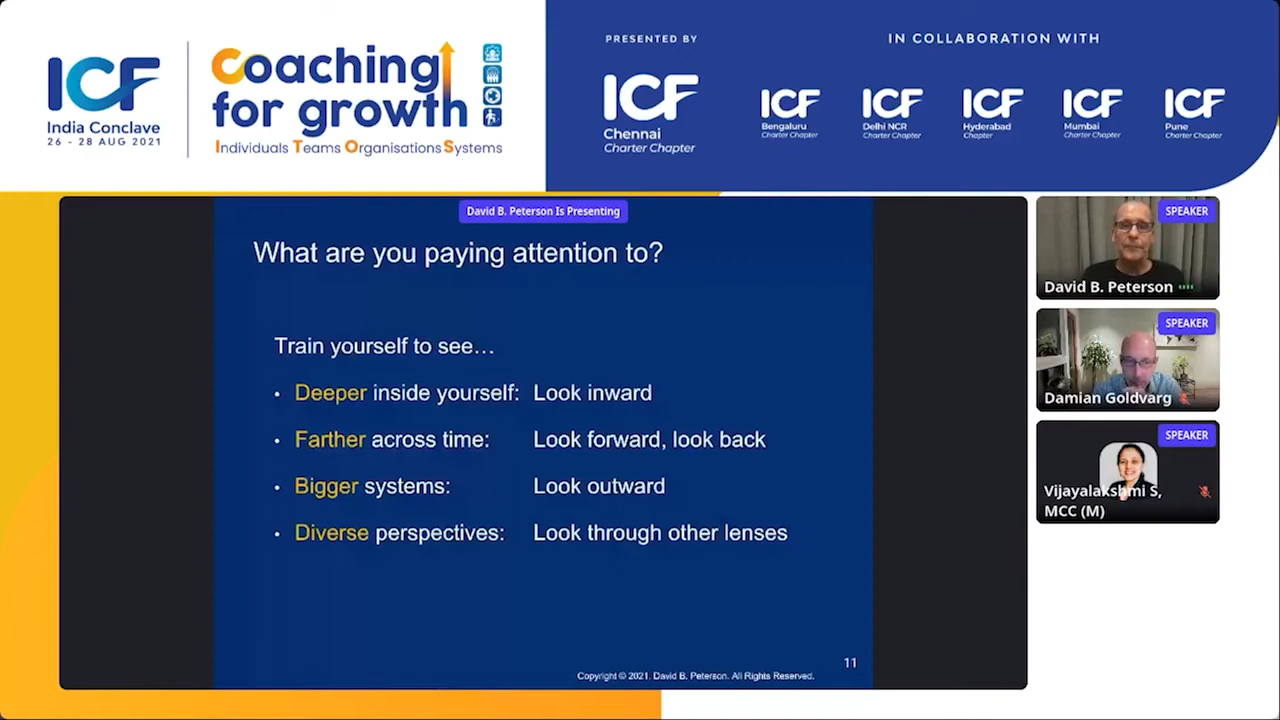 ICF
India Conclave
26 - 28 AUG 2021
Coaching
for growth
Individuals Teams Organisations Systems
PRESENTED BY
ICF
Chennai
Charter Chapter
IN COLLABORATION WITH
ICF
Bengaluru
Charter Chapter
ICF
Delhi NCR
Charter Chapter
ICF
Hyderabad
Chapter
ICF
Mumbai
Charter Chapter
ICF
Pune
Charter Chapter
David B. Peterson Is Presenting
What are you paying attention to?
Train yourself to see…
• Deeper inside yourself: Look inward
• Farther across time: Look forward, look back
• Bigger systems: Look outward
• Diverse perspectives: Look through other lenses
11
Copyright © 2021. David B. Peterson. All Rights Reserved.
SPEAKER
David B. Peterson
SPEAKER
Damian Goldvarg
SPEAKER
Vijayalakshmi S,
MCC (M)